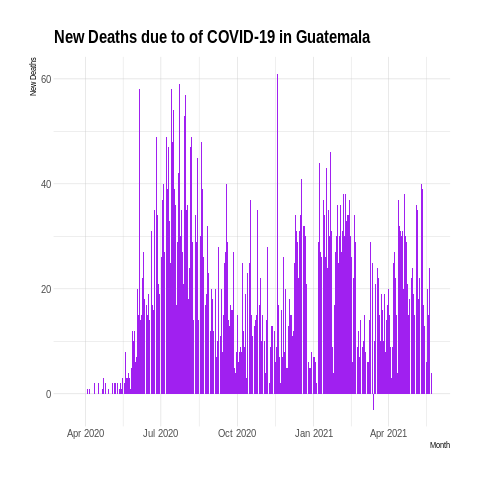 New Deaths due to of COVID-19 in Guatemala
New Deaths
60
40
20
0
Apr 2020 Jul 2020 Oct 2020 Jan 2021 Apr 2021
Month